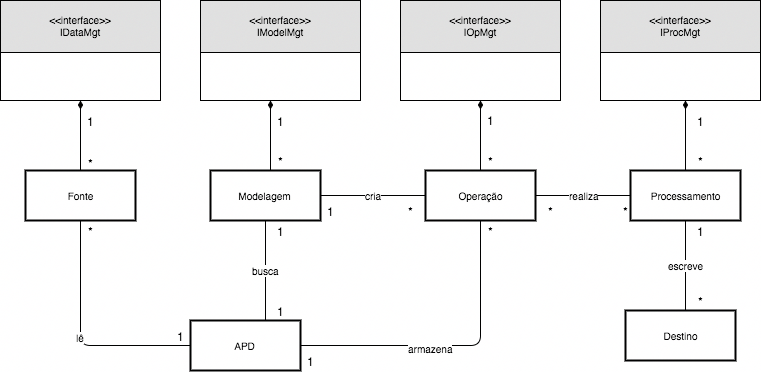 <<interface>>
IDataMgt
<<interface>>
IModelMgt
<<interface>>
IOpMgt
<<interface>>
IProcMgt
1
1
1
1
*
*
*
*
Fonte
Modelagem
cria
Operação
realiza
Processamento
1
*
*
*
*
1
*
1
busca
escreve
1
*
lê
1
APD
armazena
1
Destino